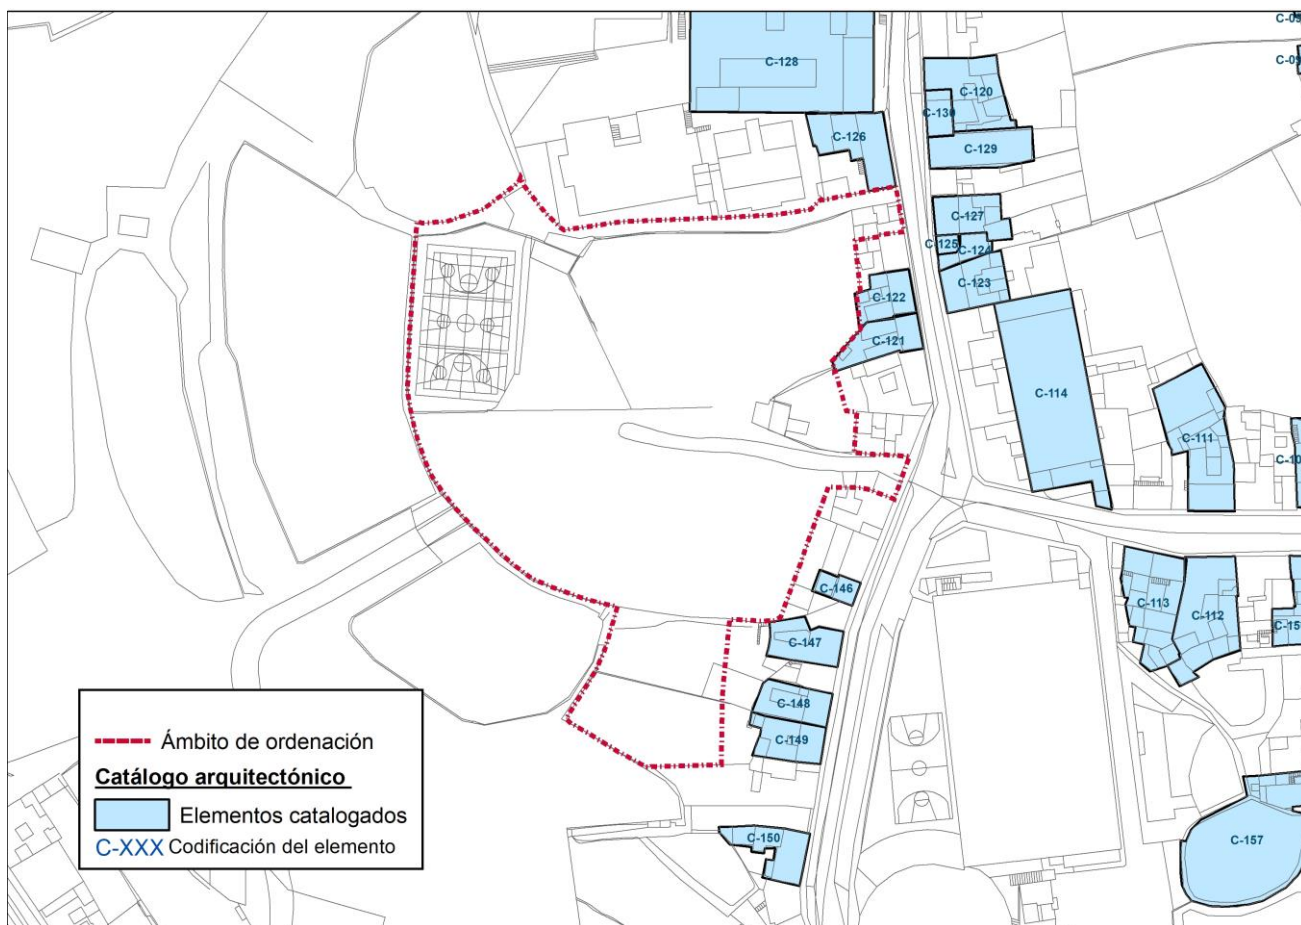 C-128
C-120
C-130
C-126
C-129
C-127
C-125
C-124
C-123
C-122
C-121
C-114
C-111
C-146
C-113
C-112
C-147
C-148
C-149
C-150
C-157
Ámbito de ordenación
Catálogo arquitectónico
Elementos catalogados
C-XXX Codificación del elemento